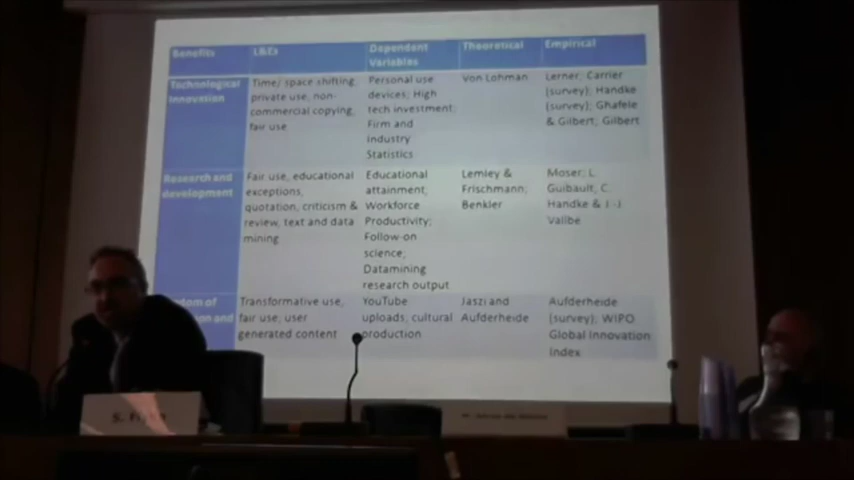 Benefits
L&Es
Dependent
Variables
Theoretical
Empirical
Technological
Innovation
Time/ space shifting,
private use, non-
commercial copying,
fair use
Personal use
devices; High
tech investment;
Firm and
Industry
Statistics
Von Lohman
Lerner; Carrier
(survey); Handke
(survey); Ghafele
& Gilbert; Gilbert
Research and
development
Fair use, educational
exceptions,
quotation, criticism &
review, text and data
mining
Educational
attainment;
Workforce
Productivity;
Follow-on
science;
Datamining
research output
Lemley &
Frischmann;
Benkler
Moser; L.
Guibault, C.
Handke & J.-J.
Vallbe
dom of
and
Transformative use,
fair use, user
generated content
YouTube
uploads; cultural
production
Jaszi and
Aufderheide
Aufderheide
(survey); WIPO
Global Innovation
Index
S.